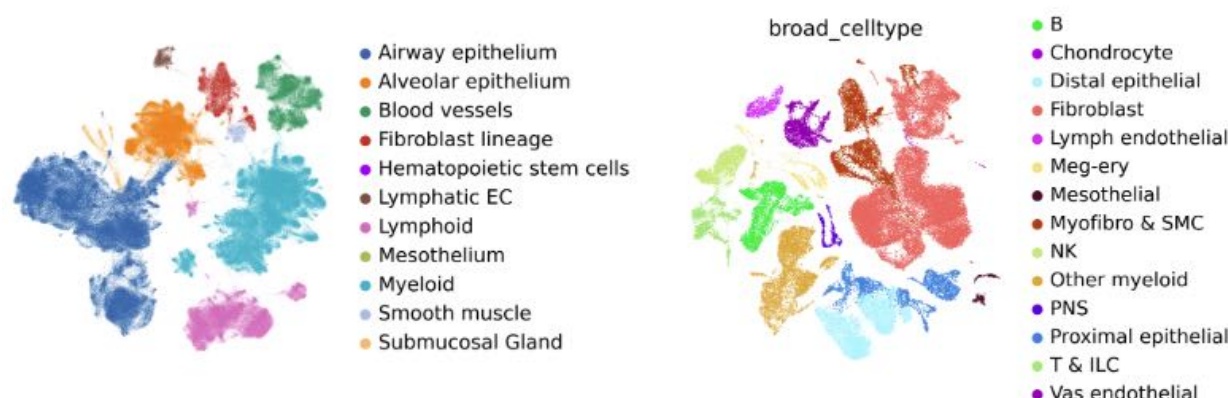 Airway epithelium
Alveolar epithelium
Blood vessels
Fibroblast lineage
Hematopoietic stem cells
Lymphatic EC
Lymphoid
Mesothelium
Myeloid
Smooth muscle
Submucosal Gland
broad_celltype
B
Chondrocyte
Distal epithelial
Fibroblast
Lymph endothelial
Meg-ery
Mesothelial
Myofibro & SMC
NK
Other myeloid
PNS
Proximal epithelial
T & ILC
Vas endothelial